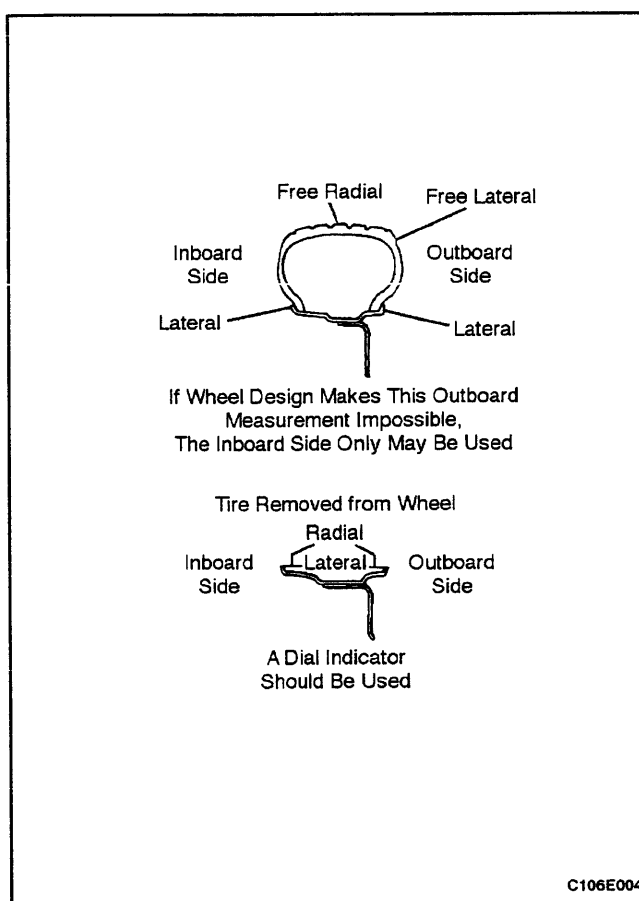 Free Radial
Free Lateral
Inboard
Side
Outboard
Side
Lateral
Lateral
If Wheel Design Makes This Outboard
Measurement Impossible,
The Inboard Side Only May Be Used
Tire Removed from Wheel
Radial
Inboard
Side
Lateral
Outboard
Side
A Dial Indicator
Should Be Used
C106E004